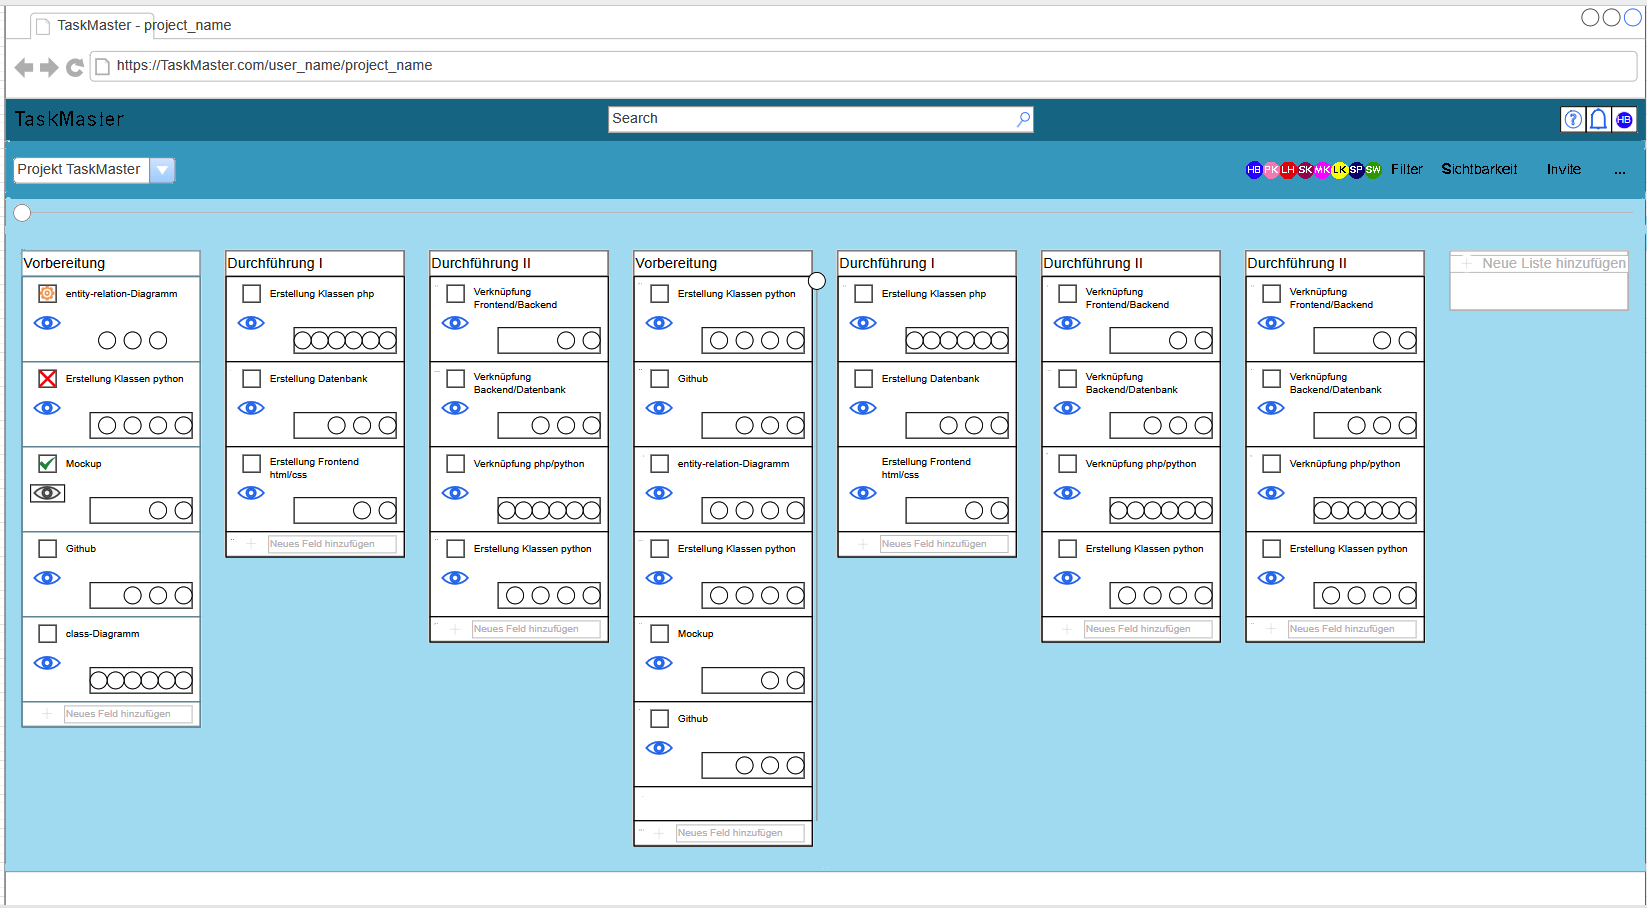 TaskMaster - project_name
https://TaskMaster.com/user_name/project_name
TaskMaster
Search
HB
Projekt TaskMaster
HB PK LH SK MK LK SP SW
Filter
Sichtbarkeit
Invite
...
Vorbereitung
entity-relation-Diagramm
Erstellung Klassen python
Mockup
Github
class-Diagramm
Neues Feld hinzufügen
Durchführung I
Erstellung Klassen php
Erstellung Datenbank
Erstellung Frontend
html/css
Neues Feld hinzufügen
Durchführung II
Verknüpfung
Frontend/Backend
Verknüpfung
Backend/Datenbank
Verknüpfung php/python
Erstellung Klassen python
Neues Feld hinzufügen
Vorbereitung
Erstellung Klassen python
Github
entity-relation-Diagramm
Erstellung Klassen python
Mockup
Github
Neues Feld hinzufügen
Durchführung I
Erstellung Klassen php
Erstellung Datenbank
Erstellung Frontend
html/css
Neues Feld hinzufügen
Durchführung II
Verknüpfung
Frontend/Backend
Verknüpfung
Backend/Datenbank
Verknüpfung php/python
Erstellung Klassen python
Neues Feld hinzufügen
Durchführung II
Verknüpfung
Frontend/Backend
Verknüpfung
Backend/Datenbank
Verknüpfung php/python
Erstellung Klassen python
Neues Feld hinzufügen
Neue Liste hinzufügen